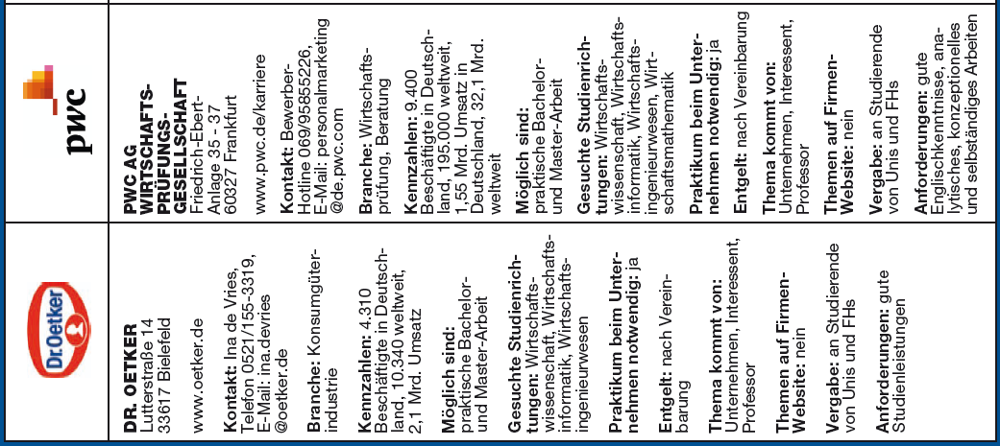 Dr.Oetker
DR. OETKER
Lutterstraße 14
33617 Bielefeld
www.oetker.de
Kontakt: Ina de Vries,
Telefon 0521/155-3319,
E-Mail: ina.devries
@oetker.de
Branche: Konsumgüter-
industrie
Kennzahlen: 4.310
Beschäftigte in Deutsch-
land, 10.340 weltweit,
2,1 Mrd. Umsatz
Möglich sind:
praktische Bachelor-
und Master-Arbeit
Gesuchte Studienrich-
tungen: Wirtschafts-
wissenschaft, Wirtschafts-
informatik, Wirtschafts-
ingenieurwesen
Praktikum beim Unter-
nehmen notwendig: ja
Entgelt: nach Verein-
barung
Thema kommt von:
Unternehmen, Interessent,
Professor
Themen auf Firmen-
Website: nein
Vergabe: an Studierende
von Unis und FHs
Anforderungen: gute
Studienleistungen
pwc
PWC AG
WIRTSCHAFTS-
PRÜFUNGS-
GESELLSCHAFT
Friedrich-Ebert-
Anlage 35 - 37
60327 Frankfurt
www.pwc.de/karriere
Kontakt: Bewerber-
Hotline 069/95855226,
E-Mail: personalmarketing
@de.pwc.com
Branche: Wirtschafts-
prüfung, Beratung
Kennzahlen: 9.400
Beschäftigte in Deutsch-
land, 195.000 weltweit,
1,55 Mrd. Umsatz in
Deutschland, 32,1 Mrd.
weltweit
Möglich sind:
praktische Bachelor-
und Master-Arbeit
Gesuchte Studienrich-
tungen: Wirtschafts-
wissenschaft, Wirtschafts-
informatik, Wirtschafts-
ingenieurwesen, Wirt-
schaftsmathematik
Praktikum beim Unter-
nehmen notwendig: ja
Entgelt: nach Vereinbarung
Thema kommt von:
Unternehmen, Interessent,
Professor
Themen auf Firmen-
Website: nein
Vergabe: an Studierende
von Unis und FHs
Anforderungen: gute
Englischkenntnisse, ana-
lytisches, konzeptionelles
und selbständiges Arbeiten